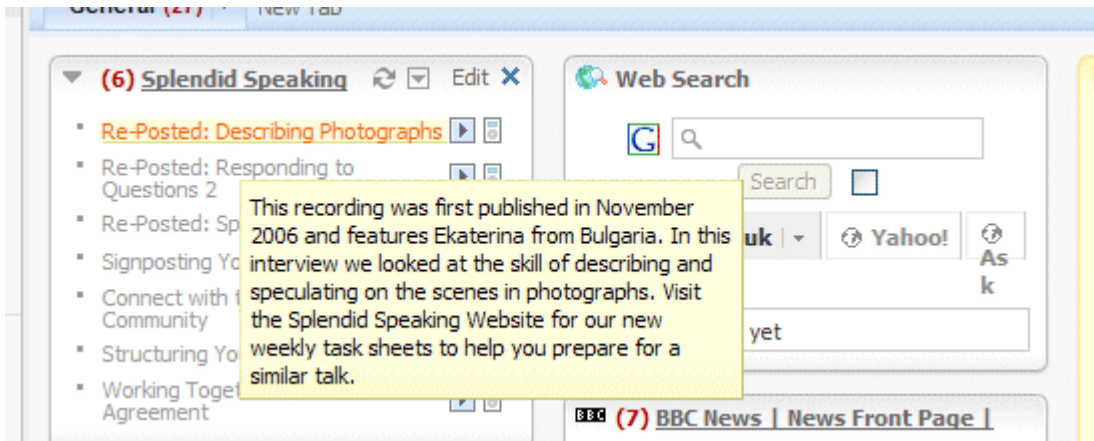 General (27) New Tab
(6) Splendid Speaking Edit
Re-Posted: Describing Photographs
Re-Posted: Responding to
Questions 2
Re-Posted: Sp
Signposting Yo
Connect with t
Community
Structuring Yo
Working Toget
Agreement
This recording was first published in November
2006 and features Ekaterina from Bulgaria. In this
interview we looked at the skill of describing and
speculating on the scenes in photographs. Visit
the Splendid Speaking Website for our new
weekly task sheets to help you prepare for a
similar talk.
Web Search
G
Search
uk Yahoo! As
k
yet
BBC (7) BBC News | News Front Page |